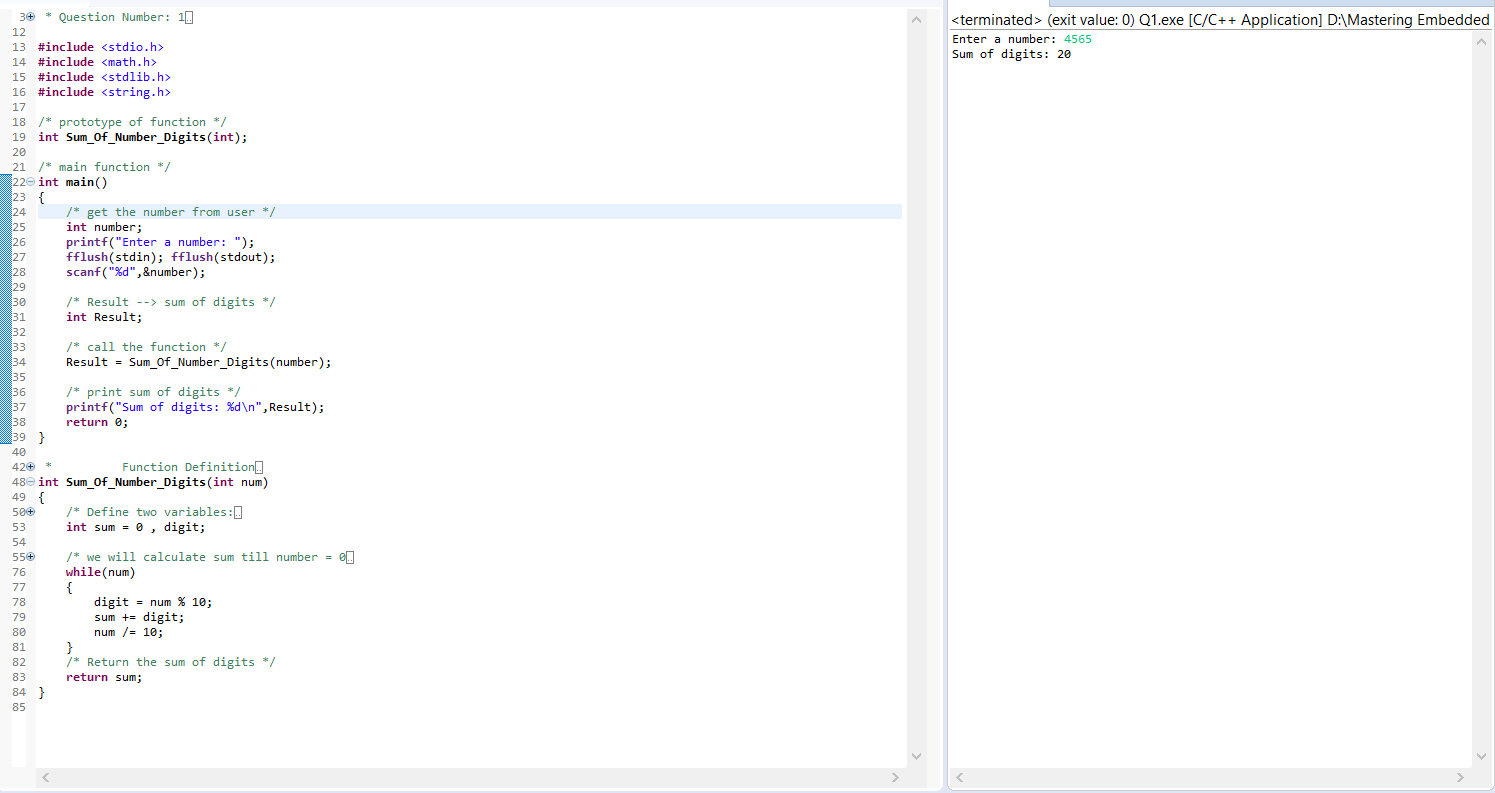 3 * Question Number: 1
12
13 #include <stdio.h>
14 #include <math.h>
15 #include <stdlib.h>
16 #include <string.h>
17
18 /* prototype of function */
19 int Sum_Of_Number_Digits(int);
20
21 /* main function */
22 int main()
23 {
24     /* get the number from user */
25     int number;
26     printf("Enter a number: ");
27     fflush(stdin); fflush(stdout);
28     scanf("%d",&number);
29
30     /* Result --> sum of digits */
31     int Result;
32
33     /* call the function */
34     Result = Sum_Of_Number_Digits(number);
35
36     /* print sum of digits */
37     printf("Sum of digits: %d\n",Result);
38     return 0;
39 }
40
42 *          Function Definition
48 int Sum_Of_Number_Digits(int num)
49 {
50     /* Define two variables:
53     int sum = 0 , digit;
54
55     /* we will calculate sum till number = 0
76     while(num)
77     {
78         digit = num % 10;
79         sum += digit;
80         num /= 10;
81     }
82     /* Return the sum of digits */
83     return sum;
84 }
85
<terminated> (exit value: 0) Q1.exe [C/C++ Application] D:\Mastering Embedded
Enter a number: 4565
Sum of digits: 20